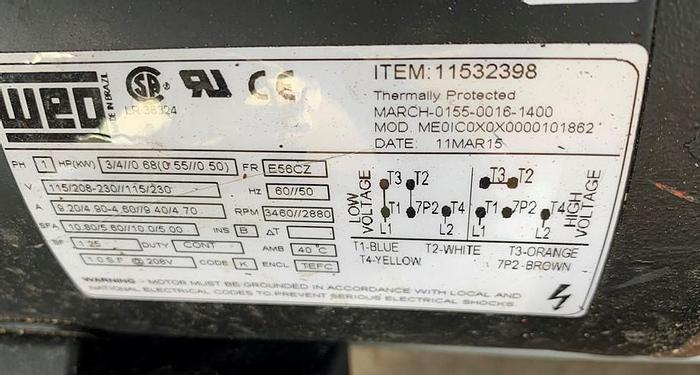 WEG
MADE IN BRAZIL
LR 38324
CE
ITEM:11532398
Thermally Protected
MARCH-0155-0016-1400
MOD. ME0IC0X0X0000101862
DATE: 11MAR15
PH 1 HP(KW) 3/4//0.68(0.55//0.50) FR E56CZ
V 115/208-230//115/230 Hz 60//50
A 9.20/4.90-4.60//9.40/4.70 RPM 3460//2880
SFA 10.80/5.60//10.0/5.00 INS B ΔT
SF 1.25 DUTY CONT AMB 40°C
1.0 S.F @ 208V CODE K ENCL TEFC
LOW VOLTAGE
T3 T2
T1 7P2 T4
L1 L2
T3 T2
T1 7P2 T4
L1 L2
HIGH VOLTAGE
T1-BLUE T2-WHITE T3-ORANGE
T4-YELLOW 7P2-BROWN
WARNING - MOTOR MUST BE GROUNDED IN ACCORDANCE WITH LOCAL AND
NATIONAL ELECTRICAL CODES TO PREVENT SERIOUS ELECTRICAL SHOCKS.